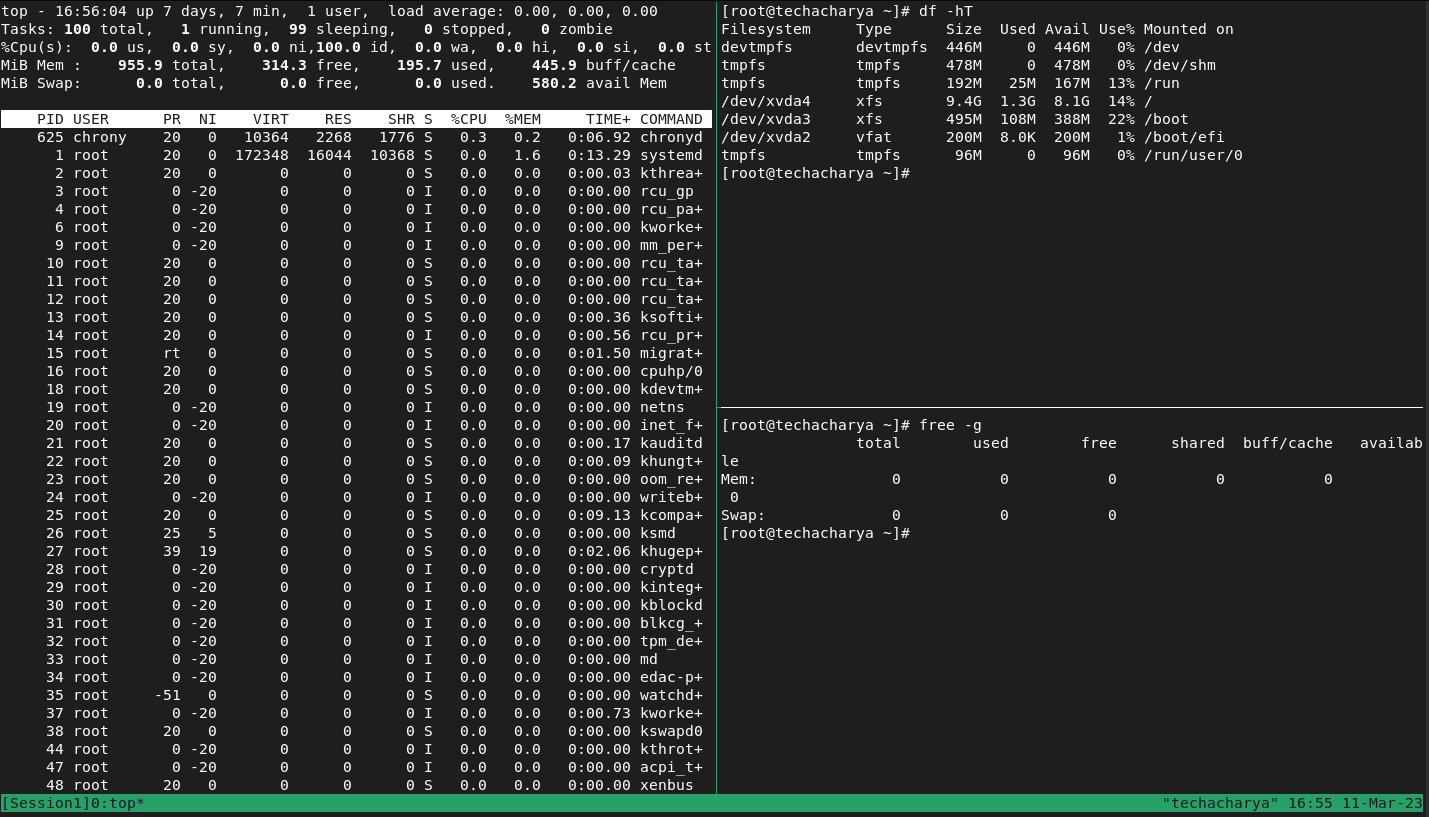 top - 16:56:04 up 7 days, 7 min,  1 user,  load average: 0.00, 0.00, 0.00
Tasks: 100 total,   1 running,  99 sleeping,   0 stopped,   0 zombie
%Cpu(s):  0.0 us,  0.0 sy,  0.0 ni,100.0 id,  0.0 wa,  0.0 hi,  0.0 si,  0.0 st
MiB Mem :    955.9 total,    314.3 free,    195.7 used,    445.9 buff/cache
MiB Swap:      0.0 total,      0.0 free,      0.0 used.    580.2 avail Mem
PID USER      PR  NI    VIRT    RES    SHR S  %CPU  %MEM     TIME+ COMMAND
625 chrony    20   0   10364   2268   1776 S   0.3   0.2   0:06.92 chronyd
1 root      20   0  172348  16044  10368 S   0.0   1.6   0:13.29 systemd
2 root      20   0       0      0      0 S   0.0   0.0   0:00.03 kthrea+
3 root       0 -20       0      0      0 I   0.0   0.0   0:00.00 rcu_gp
4 root       0 -20       0      0      0 I   0.0   0.0   0:00.00 rcu_pa+
6 root       0 -20       0      0      0 I   0.0   0.0   0:00.00 kworke+
9 root       0 -20       0      0      0 I   0.0   0.0   0:00.00 mm_per+
10 root      20   0       0      0      0 S   0.0   0.0   0:00.00 rcu_ta+
11 root      20   0       0      0      0 S   0.0   0.0   0:00.00 rcu_ta+
12 root      20   0       0      0      0 S   0.0   0.0   0:00.00 rcu_ta+
13 root      20   0       0      0      0 S   0.0   0.0   0:00.36 ksofti+
14 root      20   0       0      0      0 I   0.0   0.0   0:00.56 rcu_pr+
15 root      rt   0       0      0      0 S   0.0   0.0   0:01.50 migrat+
16 root      20   0       0      0      0 S   0.0   0.0   0:00.00 cpuhp/0
18 root      20   0       0      0      0 S   0.0   0.0   0:00.00 kdevtm+
19 root       0 -20       0      0      0 I   0.0   0.0   0:00.00 netns
20 root       0 -20       0      0      0 I   0.0   0.0   0:00.00 inet_f+
21 root      20   0       0      0      0 S   0.0   0.0   0:00.17 kauditd
22 root      20   0       0      0      0 S   0.0   0.0   0:00.09 khungt+
23 root      20   0       0      0      0 S   0.0   0.0   0:00.00 oom_re+
24 root       0 -20       0      0      0 I   0.0   0.0   0:00.00 writeb+
25 root      20   0       0      0      0 S   0.0   0.0   0:09.13 kcompa+
26 root      25   5       0      0      0 S   0.0   0.0   0:00.00 ksmd
27 root      39  19       0      0      0 S   0.0   0.0   0:02.06 khugep+
28 root       0 -20       0      0      0 I   0.0   0.0   0:00.00 cryptd
29 root       0 -20       0      0      0 I   0.0   0.0   0:00.00 kinteg+
30 root       0 -20       0      0      0 I   0.0   0.0   0:00.00 kblockd
31 root       0 -20       0      0      0 I   0.0   0.0   0:00.00 blkcg_+
32 root       0 -20       0      0      0 I   0.0   0.0   0:00.00 tpm_de+
33 root       0 -20       0      0      0 I   0.0   0.0   0:00.00 md
34 root       0 -20       0      0      0 I   0.0   0.0   0:00.00 edac-p+
35 root     -51   0       0      0      0 S   0.0   0.0   0:00.00 watchd+
37 root       0 -20       0      0      0 I   0.0   0.0   0:00.73 kworke+
38 root      20   0       0      0      0 S   0.0   0.0   0:00.00 kswapd0
44 root       0 -20       0      0      0 I   0.0   0.0   0:00.00 kthrot+
47 root       0 -20       0      0      0 I   0.0   0.0   0:00.00 acpi_t+
48 root      20   0       0      0      0 S   0.0   0.0   0:00.00 xenbus
[root@techacharya ~]# df -hT
Filesystem     Type      Size  Used Avail Use% Mounted on
devtmpfs       devtmpfs  446M     0  446M   0% /dev
tmpfs          tmpfs     478M     0  478M   0% /dev/shm
tmpfs          tmpfs     192M   25M  167M  13% /run
/dev/xvda4     xfs       9.4G  1.3G  8.1G  14% /
/dev/xvda3     xfs       495M  108M  388M  22% /boot
/dev/xvda2     vfat      200M  8.0K  200M   1% /boot/efi
tmpfs          tmpfs      96M     0   96M   0% /run/user/0
[root@techacharya ~]#
[root@techacharya ~]# free -g
total        used        free      shared  buff/cache   availab
le
Mem:               0           0           0           0           0
0
Swap:              0           0           0
[root@techacharya ~]#
[Session1]0:top*    "techacharya" 16:55 11-Mar-23